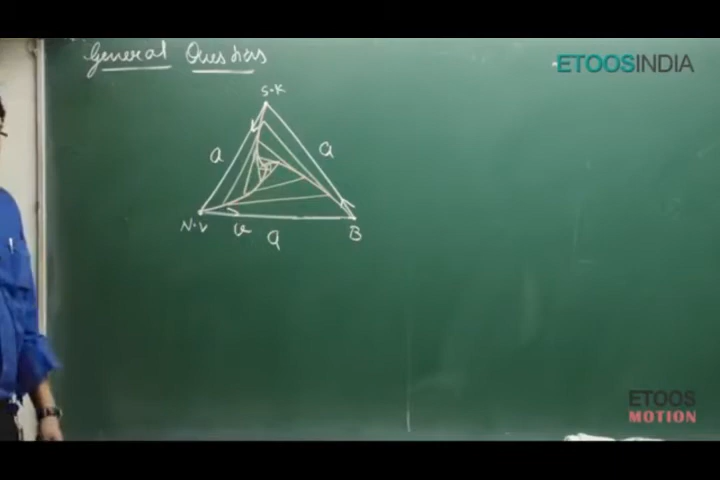 General Questions
ETOOSINDIA
S.K
a
a
N.V
v
a
B
ETOOS
MOTION